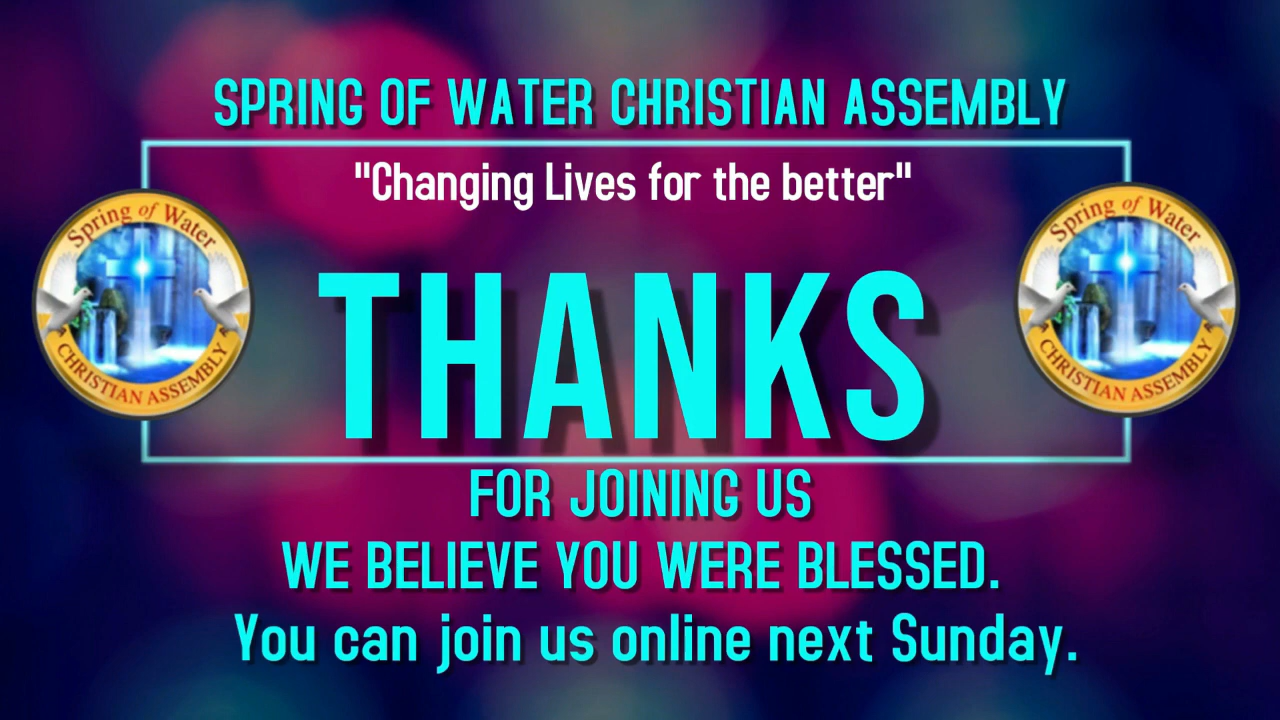 SPRING OF WATER CHRISTIAN ASSEMBLY
"Changing Lives for the better"
Spring of Water
CHRISTIAN ASSEMBLY
Spring of Water
CHRISTIAN ASSEMBLY
THANKS
FOR JOINING US
WE BELIEVE YOU WERE BLESSED.
You can join us online next Sunday.